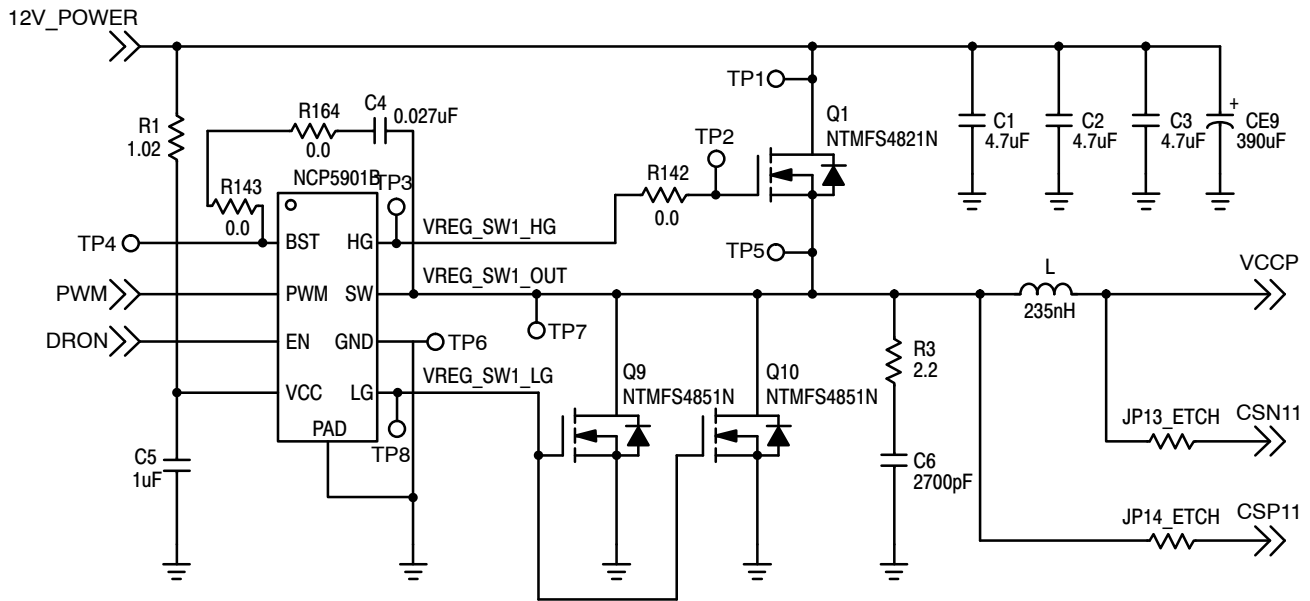 12V_POWER
TP1
R1
1.02
R164
0.0
C4
0.027uF
Q1
NTMFS4821N
C1
4.7uF
C2
4.7uF
C3
4.7uF
+
CE9
390uF
R143
0.0
NCP5901B
TP3
TP2
R142
0.0
TP4
BST
HG
VREG_SW1_HG
TP5
PWM
PWM
SW
VREG_SW1_OUT
TP7
L
235nH
VCCP
DRON
EN
GND
TP6
VCC
LG
VREG_SW1_LG
TP8
PAD
Q9
NTMFS4851N
Q10
NTMFS4851N
R3
2.2
C5
1uF
C6
2700pF
JP13_ETCH
CSN11
JP14_ETCH
CSP11